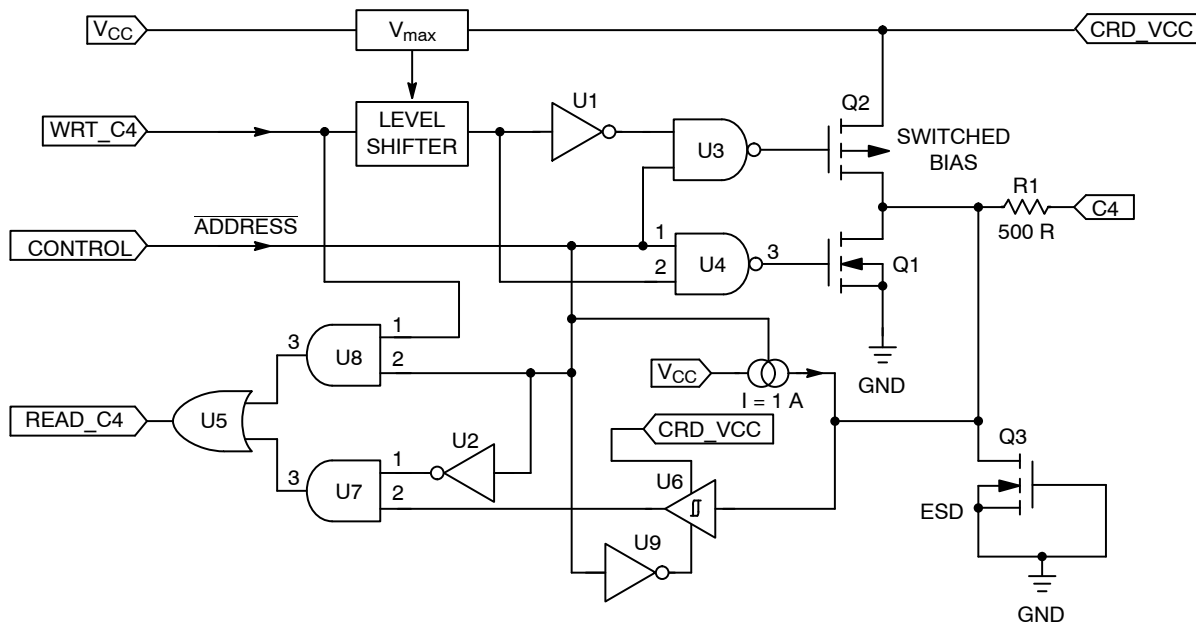 VCC
Vmax
CRD_VCC
WRT_C4
LEVEL
SHIFTER
U1
U3
Q2
SWITCHED
BIAS
R1
500 R
C4
CONTROL
ADDRESS
1
2
U4
3
Q1
GND
3
U8
1
2
VCC
I = 1 A
CRD_VCC
READ_C4
U5
U2
3
U7
1
2
U6
U9
Q3
ESD
GND